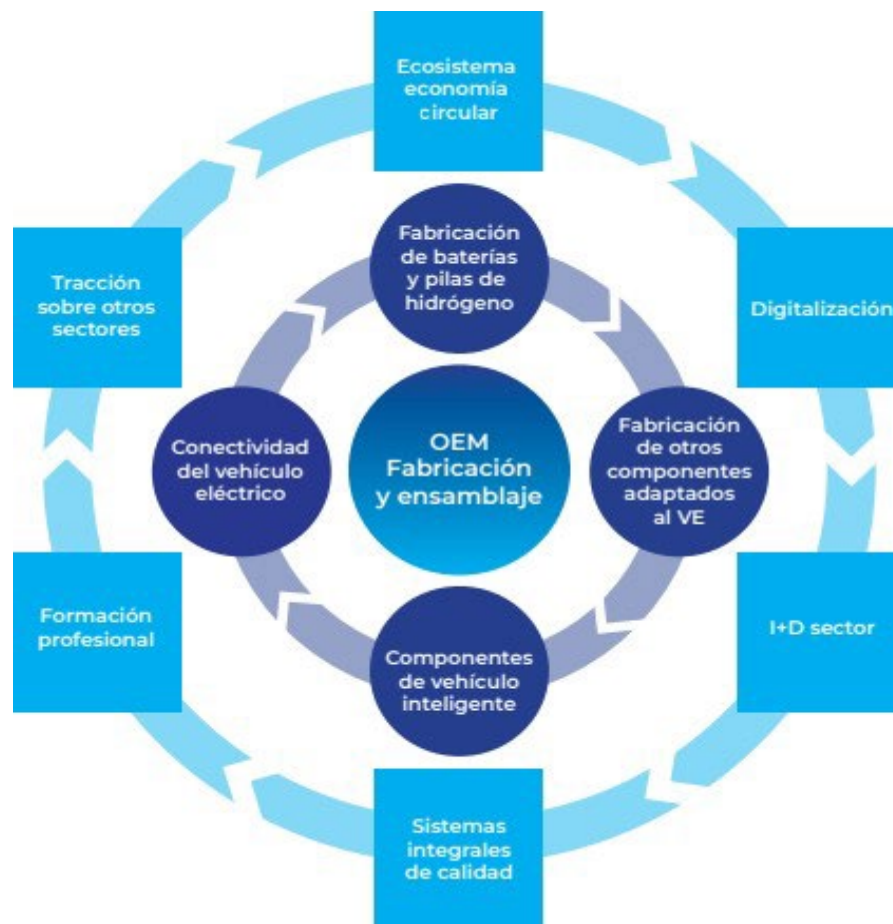 Ecosistema
economía
circular
Fabricación
de baterías
y pilas de
hidrógeno
Tracción
sobre otros
sectores
Digitalización
Conectividad
del vehículo
eléctrico
OEM
Fabricación
y ensamblaje
Fabricación
de otros
componentes
adaptados
al VE
Formación
profesional
I+D sector
Componentes
de vehículo
inteligente
Sistemas
integrales
de calidad